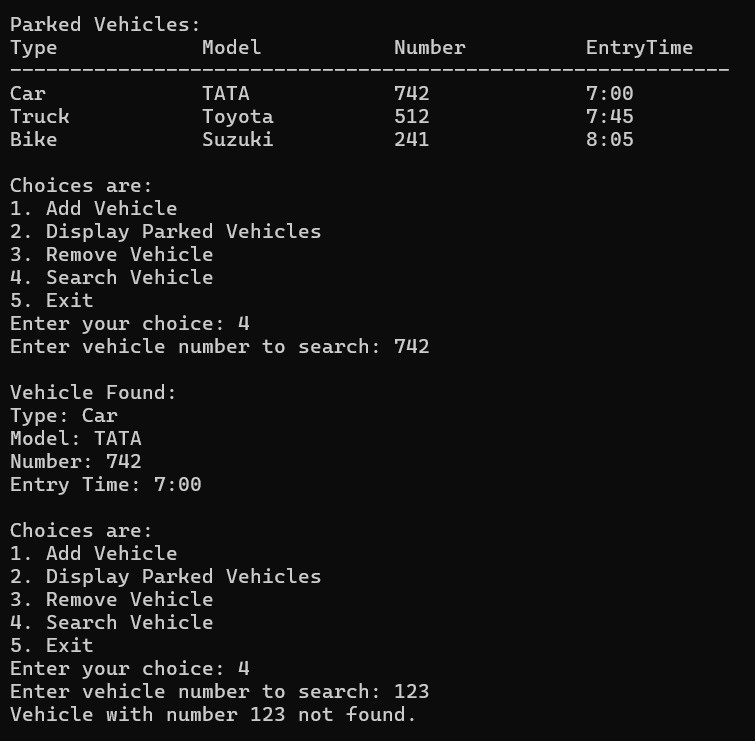 Parked Vehicles:
Type            Model           Number          EntryTime
------------------------------------------------------------
Car             TATA            742             7:00
Truck           Toyota          512             7:45
Bike            Suzuki          241             8:05

Choices are:
1. Add Vehicle
2. Display Parked Vehicles
3. Remove Vehicle
4. Search Vehicle
5. Exit
Enter your choice: 4
Enter vehicle number to search: 742

Vehicle Found:
Type: Car
Model: TATA
Number: 742
Entry Time: 7:00

Choices are:
1. Add Vehicle
2. Display Parked Vehicles
3. Remove Vehicle
4. Search Vehicle
5. Exit
Enter your choice: 4
Enter vehicle number to search: 123
Vehicle with number 123 not found.